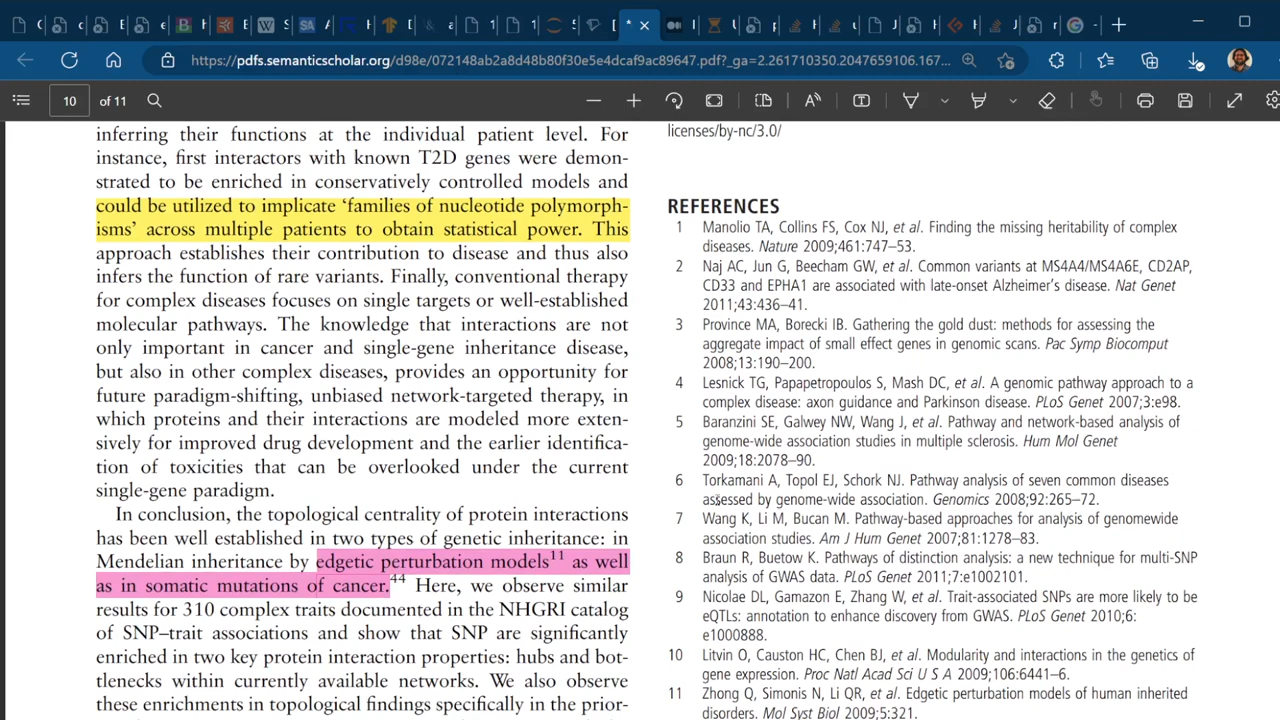 https://pdfs.semanticscholar.org/d98e/072148ab2a8d48b80f30e5e4dcaf9ac89647.pdf?_ga=2.261710350.2047659106.167...
10 of 11
inferring their functions at the individual patient level. For
instance, first interactors with known T2D genes were demon-
strated to be enriched in conservatively controlled models and
could be utilized to implicate ‘families of nucleotide polymorph-
isms’ across multiple patients to obtain statistical power. This
approach establishes their contribution to disease and thus also
infers the function of rare variants. Finally, conventional therapy
for complex diseases focuses on single targets or well-established
molecular pathways. The knowledge that interactions are not
only important in cancer and single-gene inheritance disease,
but also in other complex diseases, provides an opportunity for
future paradigm-shifting, unbiased network-targeted therapy, in
which proteins and their interactions are modeled more exten-
sively for improved drug development and the earlier identifica-
tion of toxicities that can be overlooked under the current
single-gene paradigm.
In conclusion, the topological centrality of protein interactions
has been well established in two types of genetic inheritance: in
Mendelian inheritance by edgetic perturbation models11 as well
as in somatic mutations of cancer.44 Here, we observe similar
results for 310 complex traits documented in the NHGRI catalog
of SNP–trait associations and show that SNP are significantly
enriched in two key protein interaction properties: hubs and bot-
tlenecks within currently available networks. We also observe
these enrichments in topological findings specifically in the prior-
licenses/by-nc/3.0/
REFERENCES
1 Manolio TA, Collins FS, Cox NJ, et al. Finding the missing heritability of complex
diseases. Nature 2009;461:747–53.
2 Naj AC, Jun G, Beecham GW, et al. Common variants at MS4A4/MS4A6E, CD2AP,
CD33 and EPHA1 are associated with late-onset Alzheimer's disease. Nat Genet
2011;43:436–41.
3 Province MA, Borecki IB. Gathering the gold dust: methods for assessing the
aggregate impact of small effect genes in genomic scans. Pac Symp Biocomput
2008;13:190–200.
4 Lesnick TG, Papapetropoulos S, Mash DC, et al. A genomic pathway approach to a
complex disease: axon guidance and Parkinson disease. PLoS Genet 2007;3:e98.
5 Baranzini SE, Galwey NW, Wang J, et al. Pathway and network-based analysis of
genome-wide association studies in multiple sclerosis. Hum Mol Genet
2009;18:2078–90.
6 Torkamani A, Topol EJ, Schork NJ. Pathway analysis of seven common diseases
assessed by genome-wide association. Genomics 2008;92:265–72.
7 Wang K, Li M, Bucan M. Pathway-based approaches for analysis of genomewide
association studies. Am J Hum Genet 2007;81:1278–83.
8 Braun R, Buetow K. Pathways of distinction analysis: a new technique for multi-SNP
analysis of GWAS data. PLoS Genet 2011;7:e1002101.
9 Nicolae DL, Gamazon E, Zhang W, et al. Trait-associated SNPs are more likely to be
eQTLs: annotation to enhance discovery from GWAS. PLoS Genet 2010;6:
e1000888.
10 Litvin O, Causton HC, Chen BJ, et al. Modularity and interactions in the genetics of
gene expression. Proc Natl Acad Sci U S A 2009;106:6441–6.
11 Zhong Q, Simonis N, Li QR, et al. Edgetic perturbation models of human inherited
disorders. Mol Syst Biol 2009;5:321.